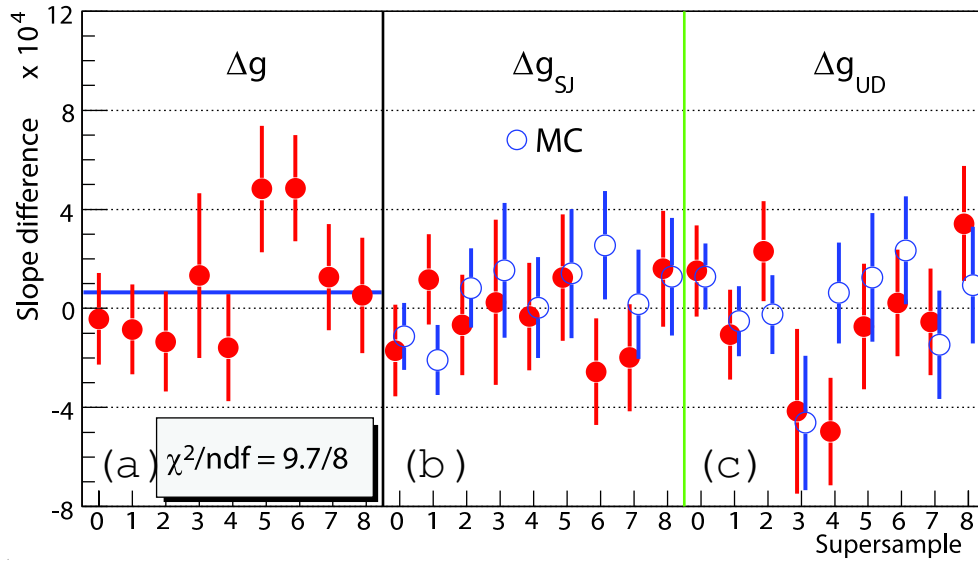 Slope difference x 10⁴
12
8
4
0
-4
-8
Δg
Δg_SJ
Δg_UD
MC
(a)
χ²/ndf = 9.7/8
(b)
(c)
0 1 2 3 4 5 6 7 8
0 1 2 3 4 5 6 7 8
0 1 2 3 4 5 6 7 8
Supersample